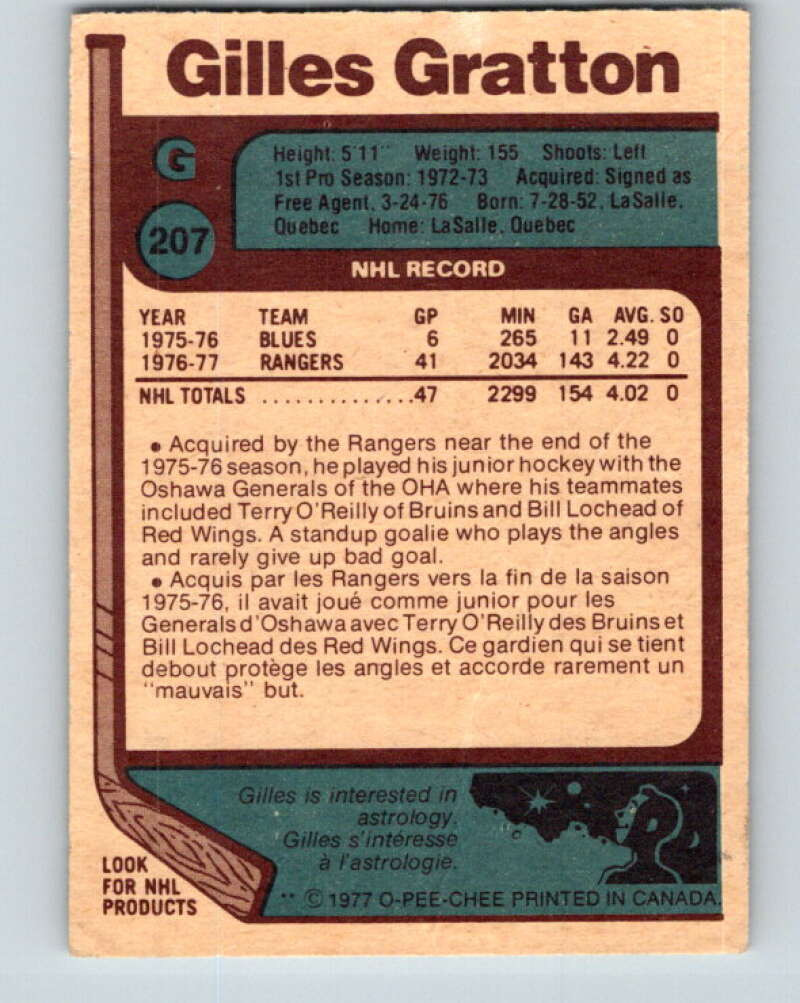 Gilles Gratton
G
207
Height: 5'11" Weight: 155 Shoots: Left
1st Pro Season: 1972-73 Acquired: Signed as
Free Agent, 3-24-76 Born: 7-28-52, LaSalle,
Quebec Home: LaSalle, Quebec
NHL RECORD
YEAR TEAM GP MIN GA AVG. SO
1975-76 BLUES 6 265 11 2.49 0
1976-77 RANGERS 41 2034 143 4.22 0
NHL TOTALS ..............47 2299 154 4.02 0
• Acquired by the Rangers near the end of the
1975-76 season, he played his junior hockey with the
Oshawa Generals of the OHA where his teammates
included Terry O'Reilly of Bruins and Bill Lochead of
Red Wings. A standup goalie who plays the angles
and rarely give up bad goal.
• Acquis par les Rangers vers la fin de la saison
1975-76, il avait joué comme junior pour les
Generals d'Oshawa avec Terry O'Reilly des Bruins et
Bill Lochead des Red Wings. Ce gardien qui se tient
debout protège les angles et accorde rarement un
"mauvais" but.
Gilles is interested in
astrology.
Gilles s'intéresse
à l'astrologie.
LOOK
FOR NHL
PRODUCTS
** © 1977 O-PEE-CHEE PRINTED IN CANADA.